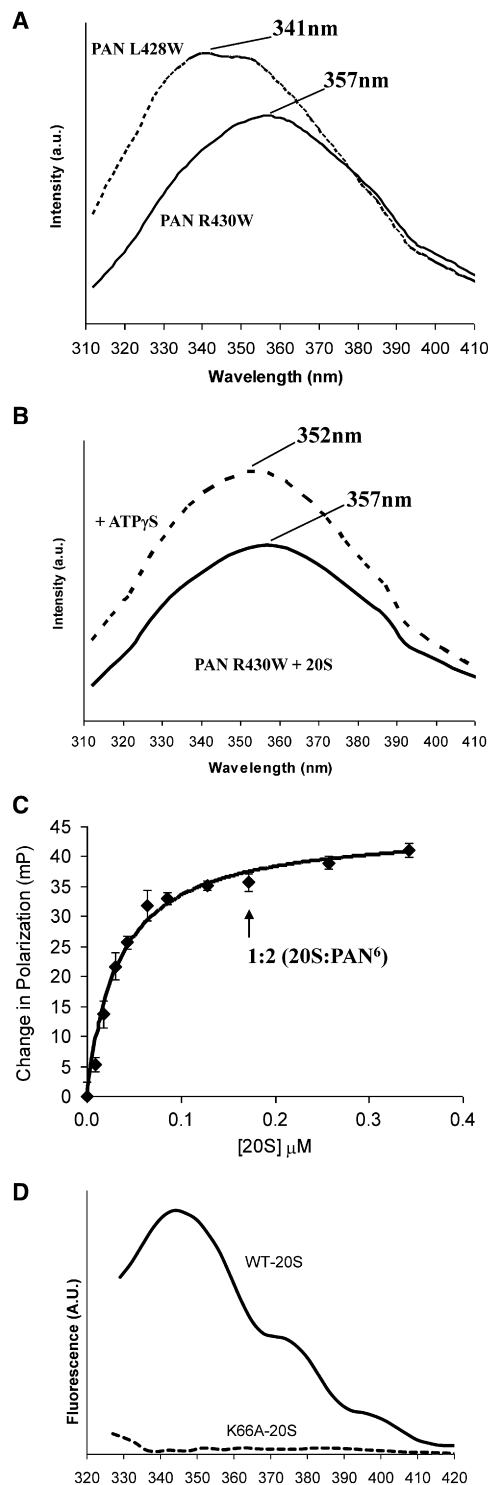 A
PAN L428W
341nm
357nm
PAN R430W
Intensity (a.u.)
310 320 330 340 350 360 370 380 390 400 410
Wavelength (nm)
B
352nm
+ ATPγS
357nm
PAN R430W + 20S
Intensity (a.u.)
310 320 330 340 350 360 370 380 390 400 410
Wavelength (nm)
C
45
40
35
30
25
20
15
10
5
0
Change in Polarization (mP)
1:2 (20S:PAN⁶)
0.0 0.1 0.2 0.3 0.4
[20S] µM
D
WT-20S
K66A-20S
Fluorescence (A.U.)
320 330 340 350 360 370 380 390 400 410 420